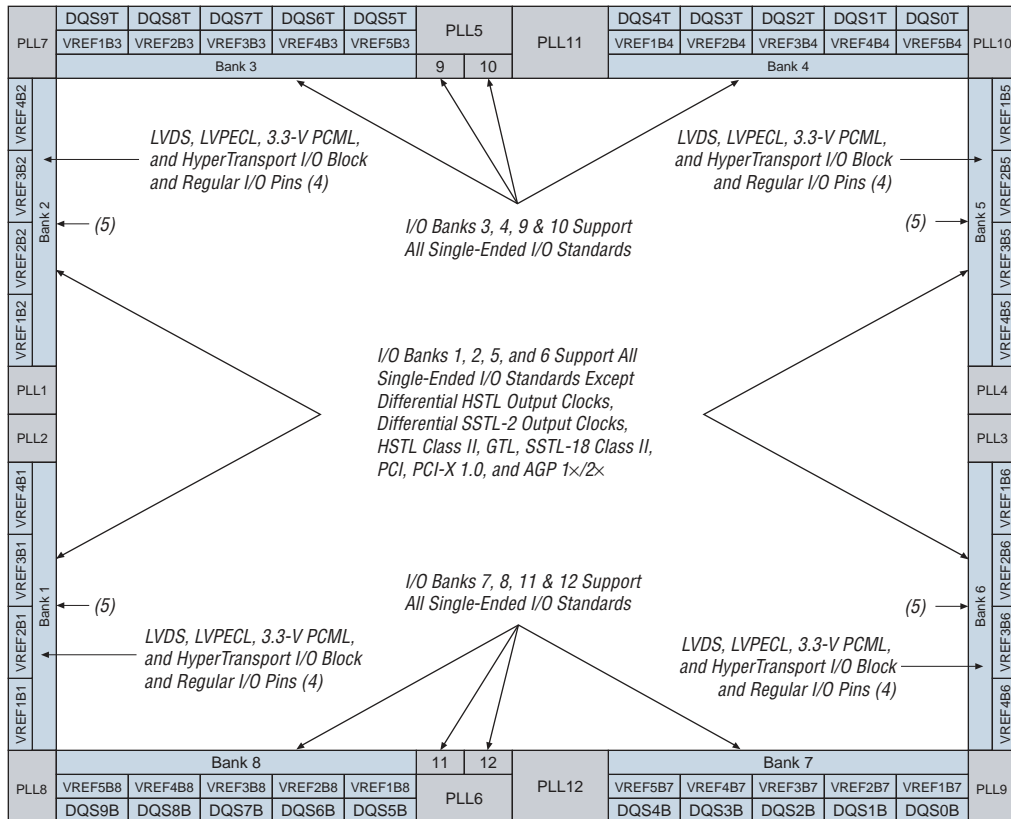 PLL7
DQS9T DQS8T DQS7T DQS6T DQS5T
VREF1B3 VREF2B3 VREF3B3 VREF4B3 VREF5B3
Bank 3
PLL5
9 10
PLL11
DQS4T DQS3T DQS2T DQS1T DQS0T
VREF1B4 VREF2B4 VREF3B4 VREF4B4 VREF5B4
Bank 4
PLL10
VREF4B2
VREF3B2
VREF2B2
VREF1B2
Bank 2
LVDS, LVPECL, 3.3-V PCML,
and HyperTransport I/O Block
and Regular I/O Pins (4)
(5)
LVDS, LVPECL, 3.3-V PCML,
and HyperTransport I/O Block
and Regular I/O Pins (4)
(5)
Bank 5
VREF1B5
VREF2B5
VREF3B5
VREF4B5
I/O Banks 3, 4, 9 & 10 Support
All Single-Ended I/O Standards
PLL1
PLL2
I/O Banks 1, 2, 5, and 6 Support All
Single-Ended I/O Standards Except
Differential HSTL Output Clocks,
Differential SSTL-2 Output Clocks,
HSTL Class II, GTL, SSTL-18 Class II,
PCI, PCI-X 1.0, and AGP 1×/2×
PLL4
PLL3
VREF4B1
VREF3B1
VREF2B1
VREF1B1
Bank 1
I/O Banks 7, 8, 11 & 12 Support
All Single-Ended I/O Standards
(5)
LVDS, LVPECL, 3.3-V PCML,
and HyperTransport I/O Block
and Regular I/O Pins (4)
(5)
LVDS, LVPECL, 3.3-V PCML,
and HyperTransport I/O Block
and Regular I/O Pins (4)
Bank 6
VREF1B6
VREF2B6
VREF3B6
VREF4B6
PLL8
Bank 8
VREF5B8 VREF4B8 VREF3B8 VREF2B8 VREF1B8
DQS9B DQS8B DQS7B DQS6B DQS5B
11 12
PLL6
PLL12
Bank 7
VREF5B7 VREF4B7 VREF3B7 VREF2B7 VREF1B7
DQS4B DQS3B DQS2B DQS1B DQS0B
PLL9